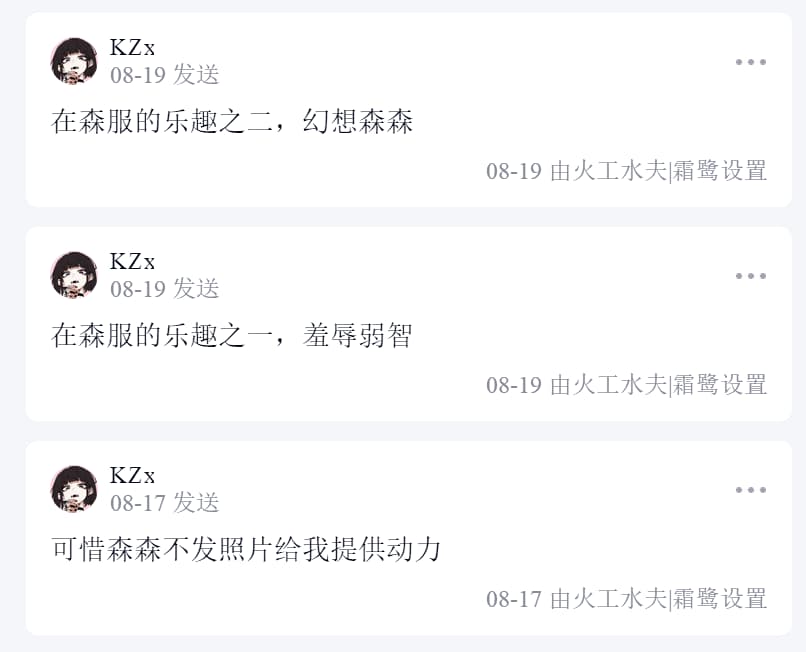 KZx
08-19 发送
在森服的乐趣之二，幻想森森
08-19 由火工水夫|霜鹭设置
KZx
08-19 发送
在森服的乐趣之一，羞辱弱智
08-19 由火工水夫|霜鹭设置
KZx
08-17 发送
可惜森森不发照片给我提供动力
08-17 由火工水夫|霜鹭设置